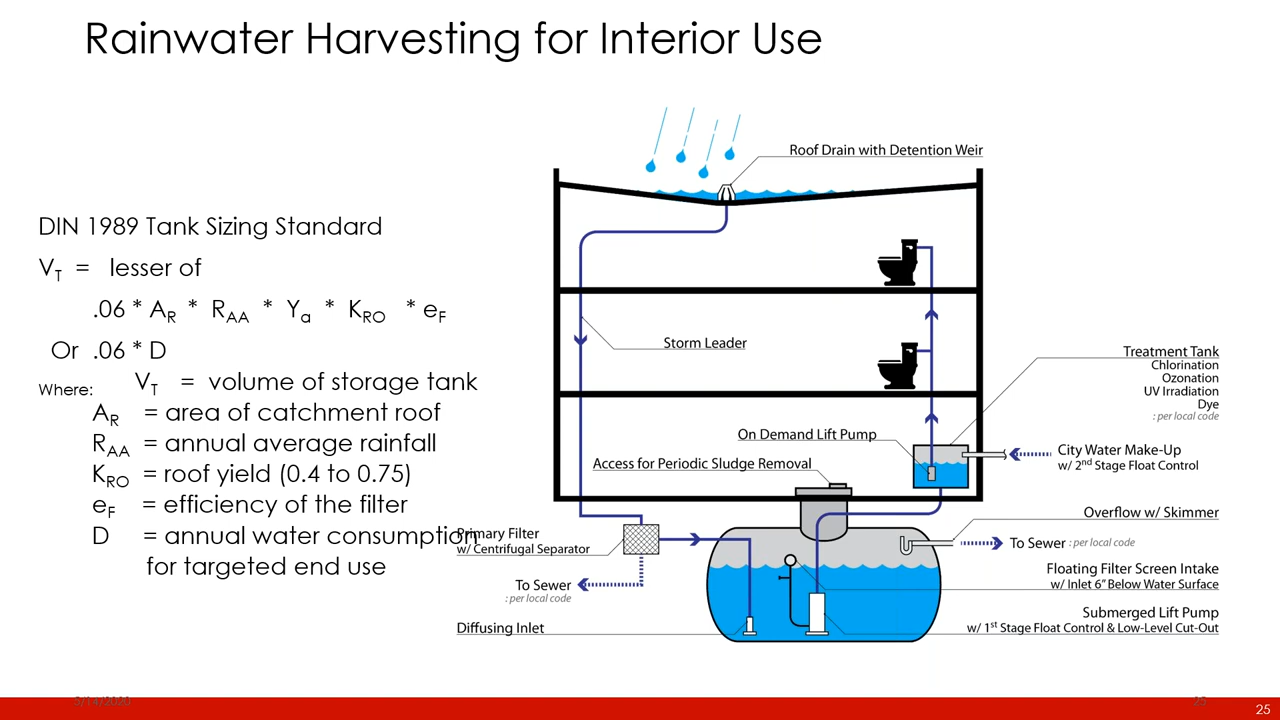 Rainwater Harvesting for Interior Use
DIN 1989 Tank Sizing Standard
V_T = lesser of
.06 * A_R * R_AA * Y_a * K_RO * e_F
Or .06 * D
Where: V_T = volume of storage tank
A_R = area of catchment roof
R_AA = annual average rainfall
K_RO = roof yield (0.4 to 0.75)
e_F = efficiency of the filter
D = annual water consumption
for targeted end use
Roof Drain with Detention Weir
Storm Leader
Treatment Tank
Chlorination
Ozonation
UV Irradiation
Dye
: per local code
On Demand Lift Pump
City Water Make-Up
w/ 2nd Stage Float Control
Access for Periodic Sludge Removal
Overflow w/ Skimmer
Primary Filter
w/ Centrifugal Separator
To Sewer : per local code
Floating Filter Screen Intake
w/ Inlet 6" Below Water Surface
To Sewer
: per local code
Submerged Lift Pump
w/ 1st Stage Float Control & Low-Level Cut-Out
Diffusing Inlet
3/14/2020
25
25